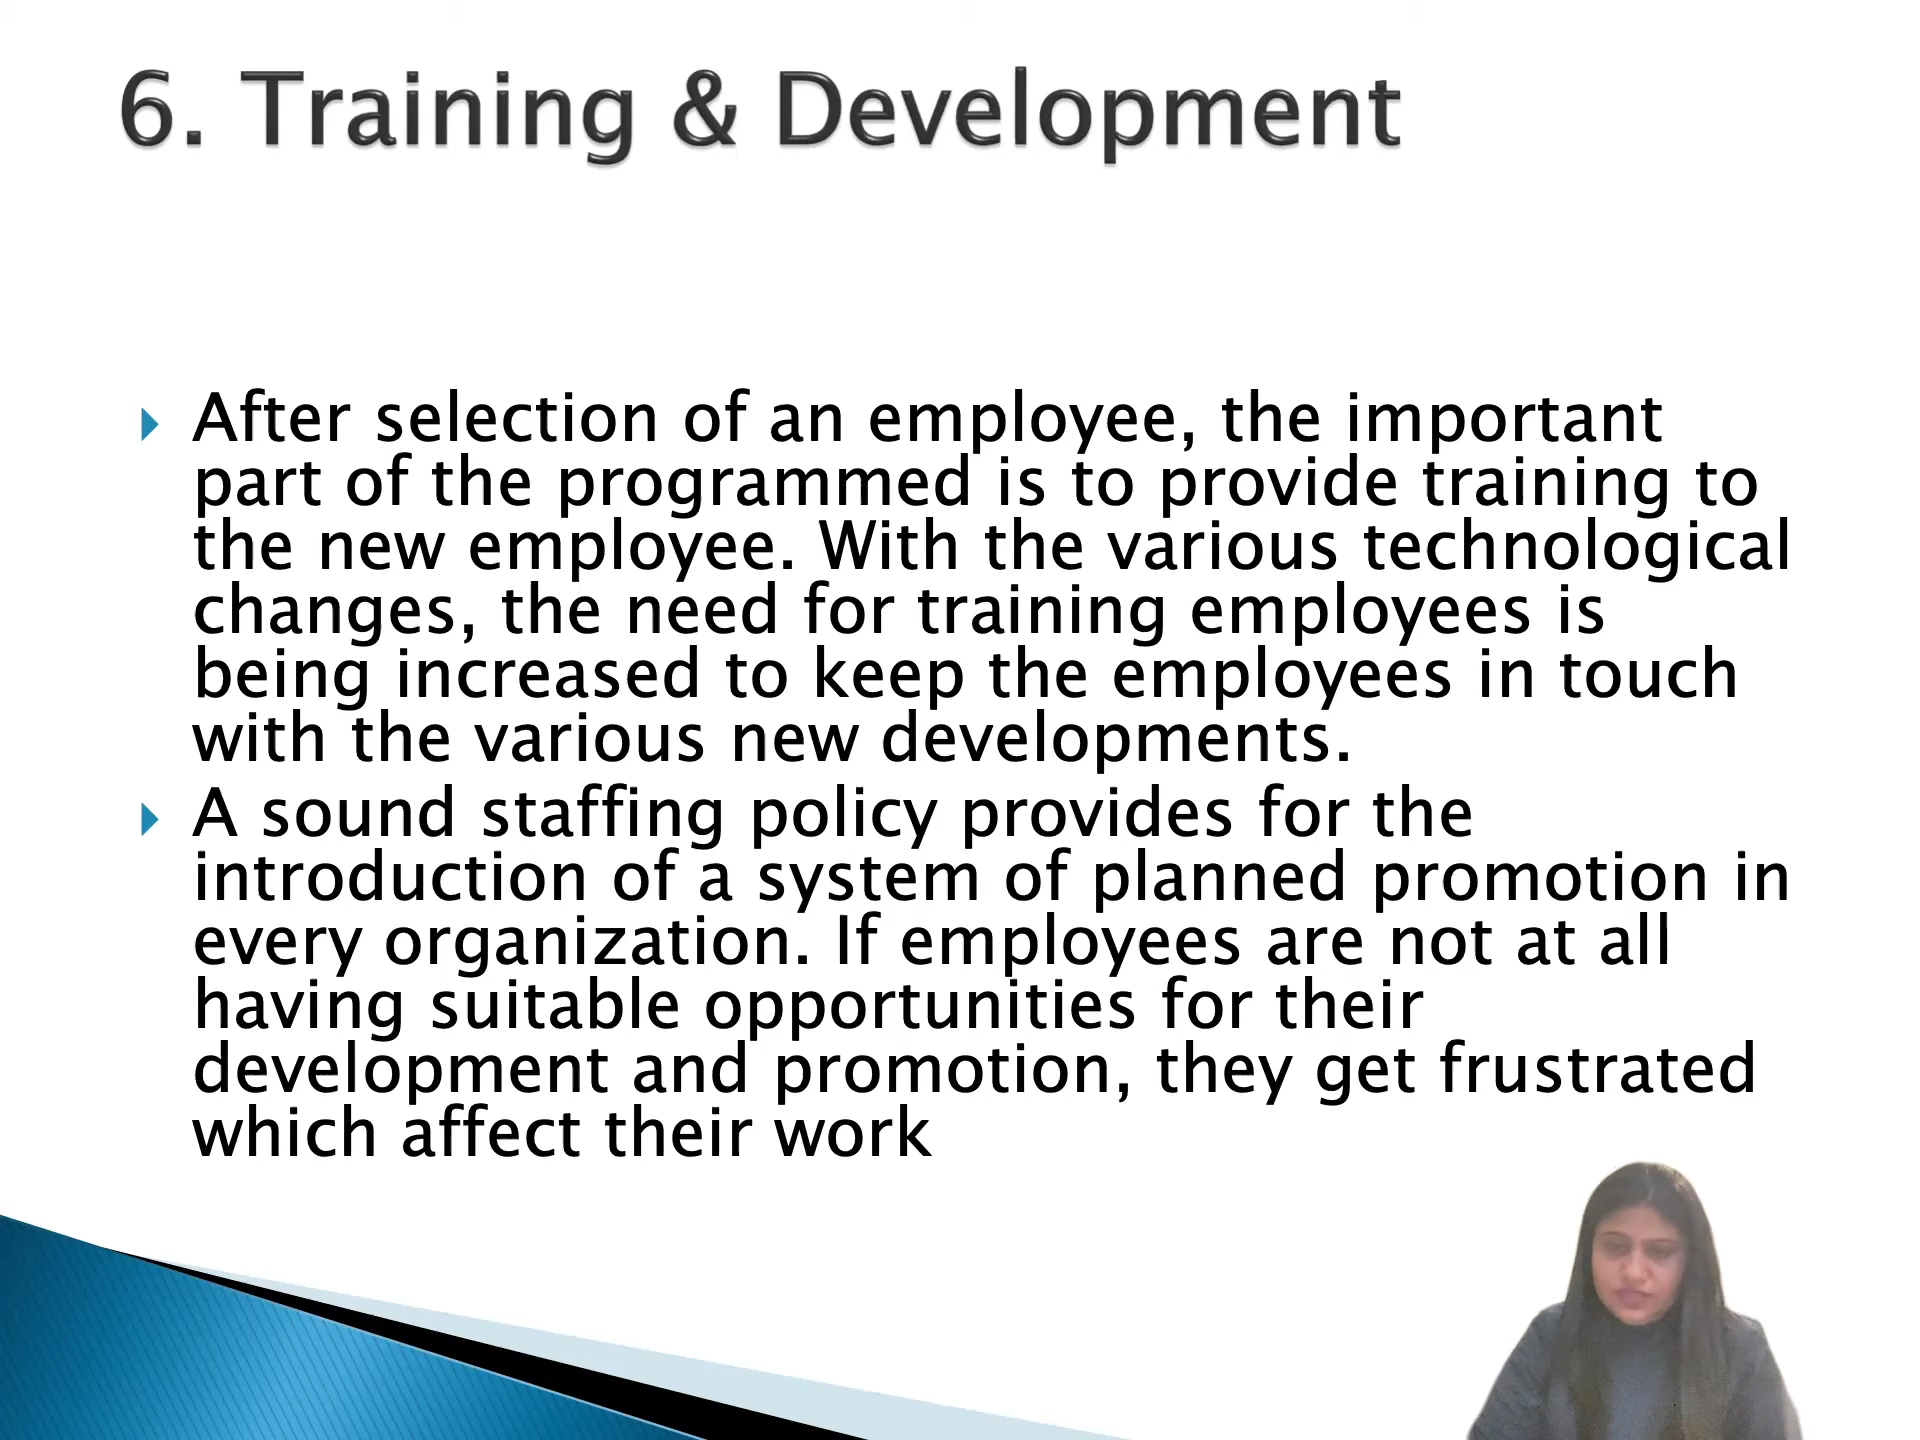 6. Training & Development
After selection of an employee, the important
part of the programmed is to provide training to
the new employee. With the various technological
changes, the need for training employees is
being increased to keep the employees in touch
with the various new developments.
A sound staffing policy provides for the
introduction of a system of planned promotion in
every organization. If employees are not at all
having suitable opportunities for their
development and promotion, they get frustrated
which affect their work